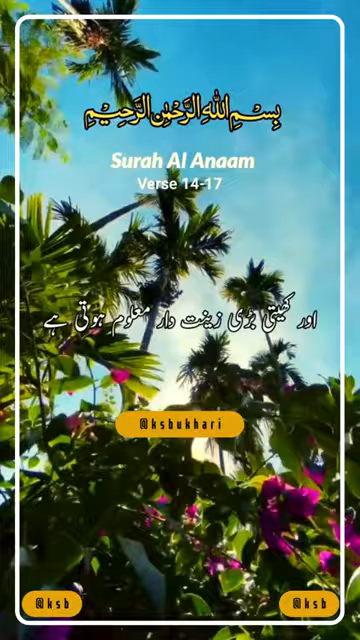 بِسْمِ اللهِ الرَّحْمٰنِ الرَّحِيْمِ
Surah Al Anaam
Verse 14-17
اور کھیتی بڑی زینت دار معلوم ہوتی ہے
@ksbukhari
@ksb
@ksb